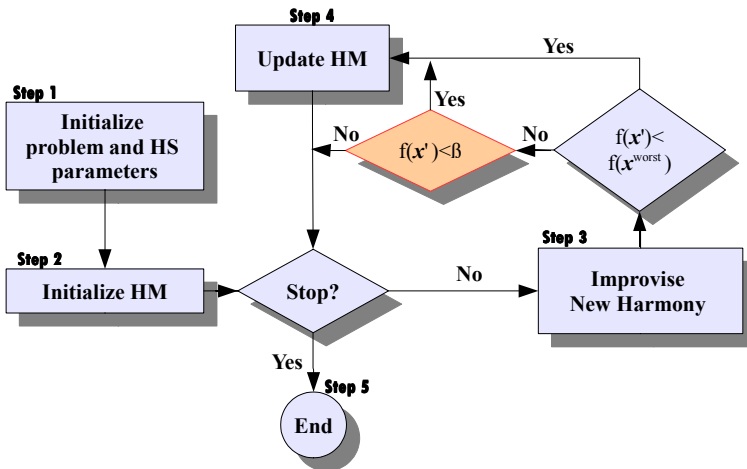 Step 4
Update HM
Yes
Step 1
Initialize
problem and HS
parameters
Yes
No
f(x')<ß
No
f(x')<
f(x^worst)
Step 2
Initialize HM
Stop?
No
Step 3
Improvise
New Harmony
Yes
Step 5
End